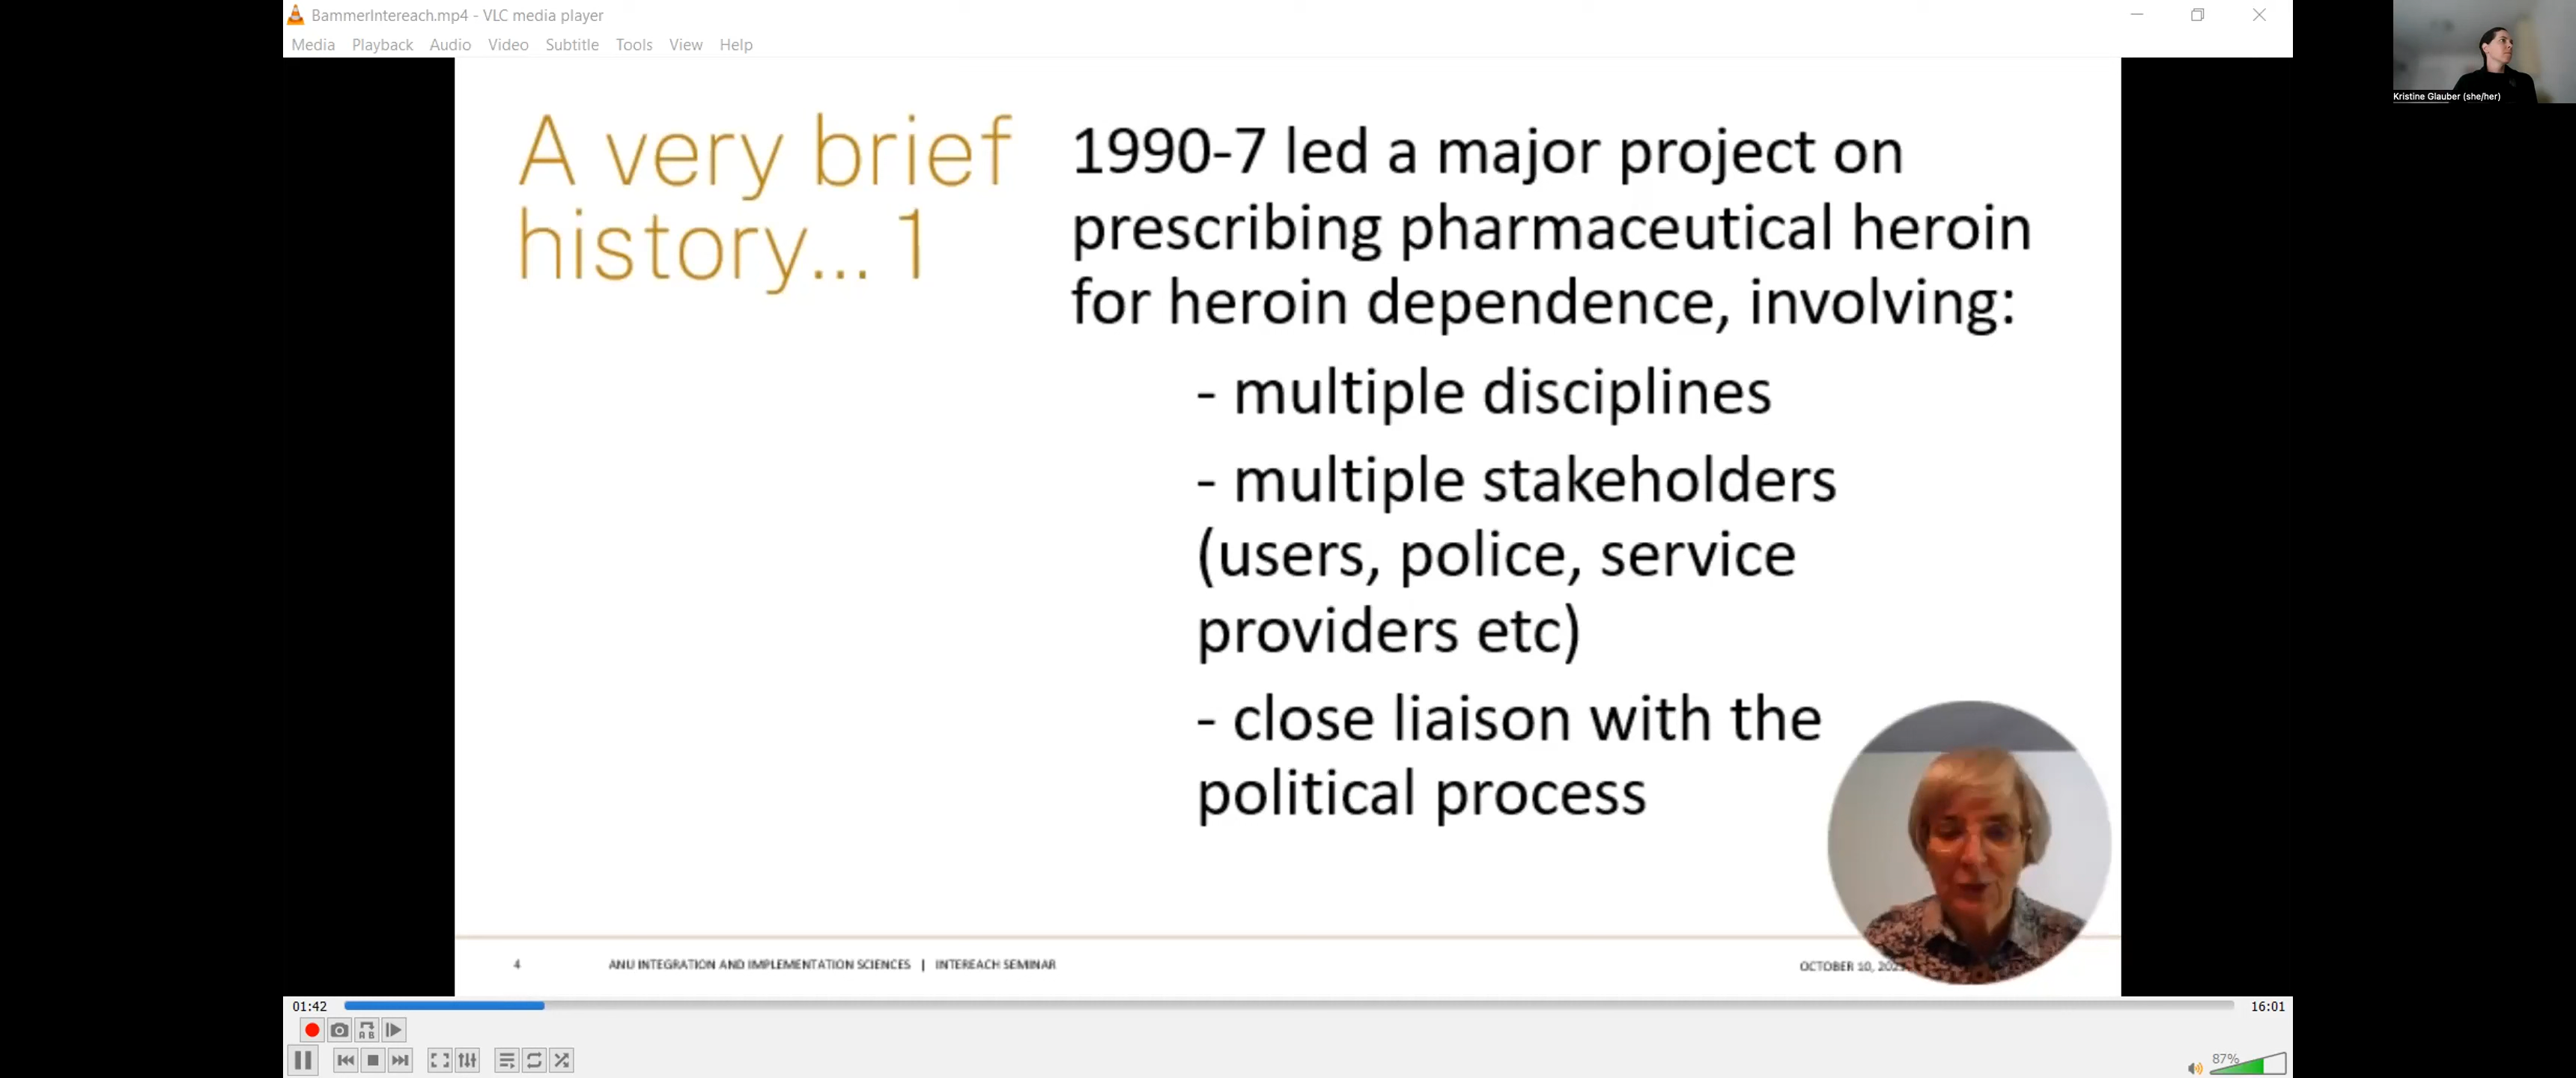 BammerIntereach.mp4 - VLC media player
Media Playback Audio Video Subtitle Tools View Help
Kristine Glauber (she/her)
A very brief
history... 1
1990-7 led a major project on
prescribing pharmaceutical heroin
for heroin dependence, involving:
- multiple disciplines
- multiple stakeholders
(users, police, service
providers etc)
- close liaison with the
political process
4 ANU INTEGRATION AND IMPLEMENTATION SCIENCES | INTEREACH SEMINAR
OCTOBER 10,
01:42
16:01
87%